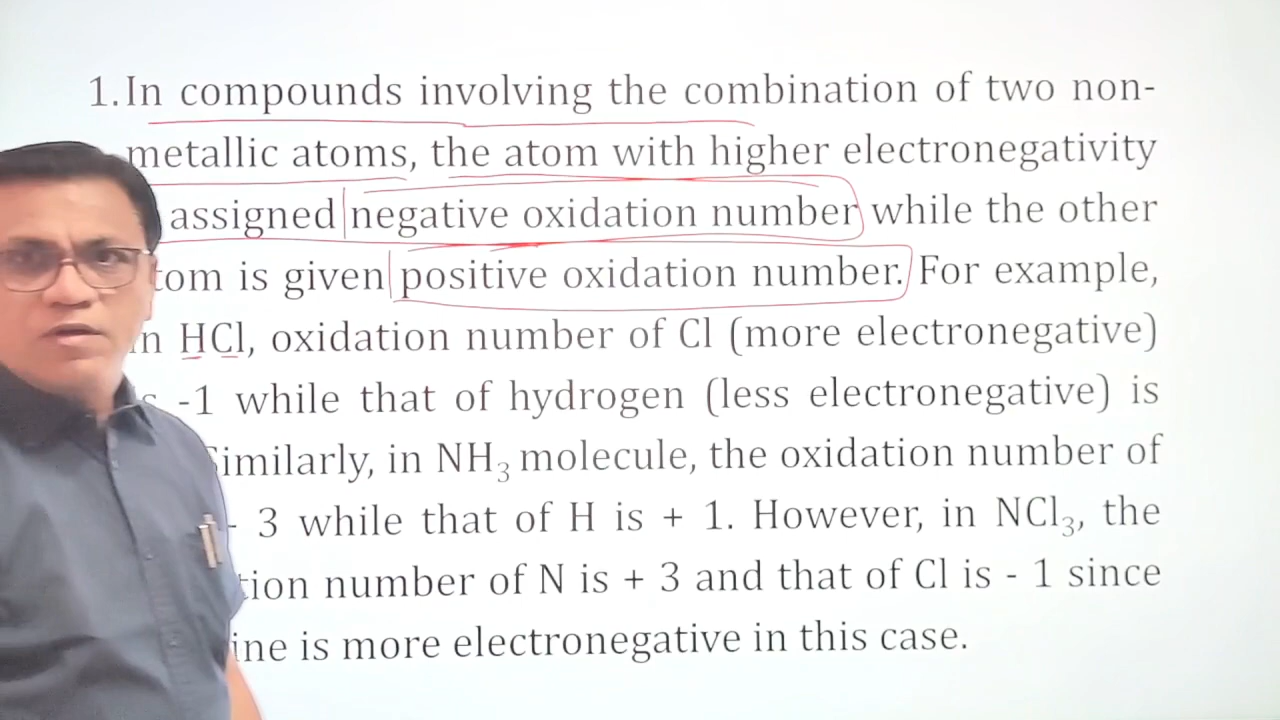 1. In compounds involving the combination of two non-
metallic atoms, the atom with higher electronegativity
assigned negative oxidation number while the other
tom is given positive oxidation number. For example,
n HCl, oxidation number of Cl (more electronegative)
-1 while that of hydrogen (less electronegative) is
Similarly, in NH₃ molecule, the oxidation number of
- 3 while that of H is + 1. However, in NCl₃, the
tion number of N is + 3 and that of Cl is - 1 since
ine is more electronegative in this case.